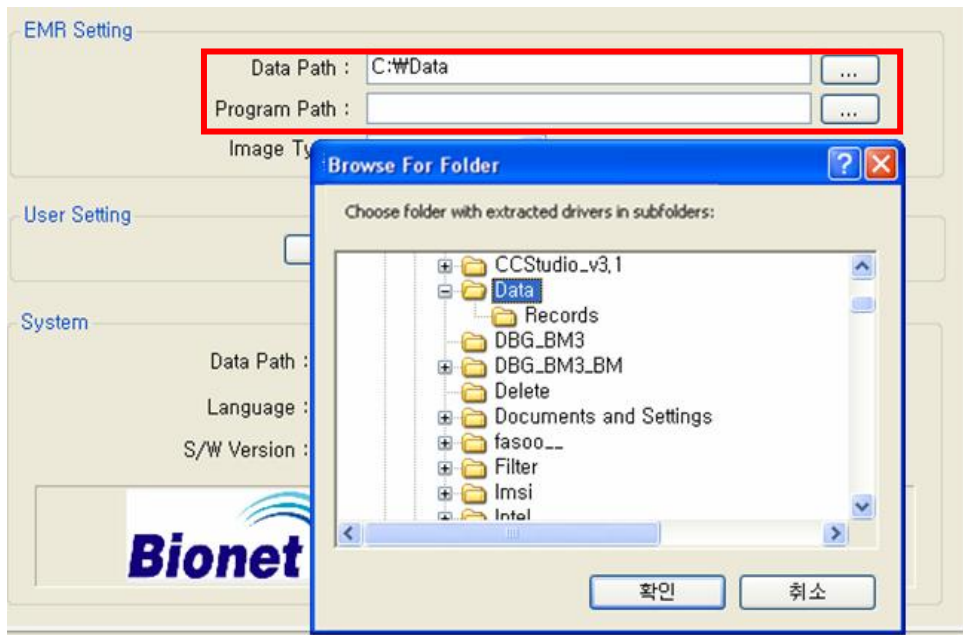 EMR Setting
Data Path : C:₩Data ...
Program Path : ...
Image Ty
Browse For Folder
Choose folder with extracted drivers in subfolders:
CCStudio_v3.1
Data
Records
DBG_BM3
DBG_BM3_BM
Delete
Documents and Settings
fasoo__
Filter
Imsi
Intel
확인 취소
User Setting
System
Data Path :
Language :
S/W Version :
Bionet